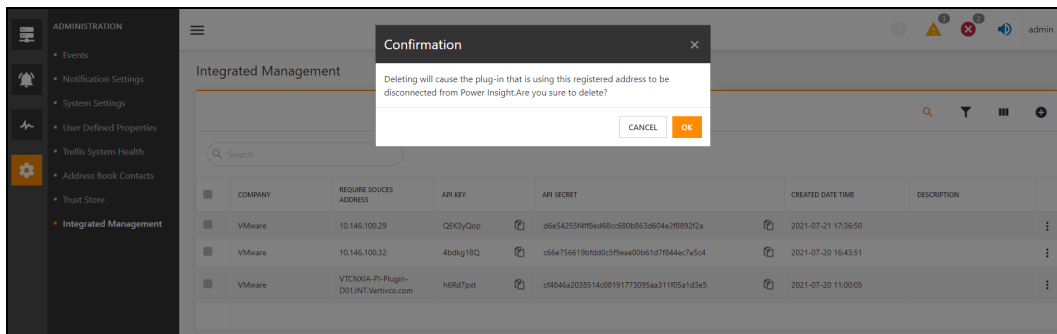 ADMINISTRATION
Events
Notification Settings
System Settings
User Defined Properties
Trellis System Health
Address Book Contacts
Trust Store
Integrated Management
3
2
admin
Integrated Management
Confirmation
Deleting will cause the plug-in that is using this registered address to be
disconnected from Power Insight.Are you sure to delete?
CANCEL OK
Search
COMPANY REQUIRE SOUCES ADDRESS API KEY API SECRET CREATED DATE TIME DESCRIPTION
VMware 10.146.100.29 QEK3yQop d6e54255f4ff8ed68cc680b863d604e2f8892f2a 2021-07-21 17:36:50
VMware 10.146.100.32 4bdkg18Q c66e756619bfdd0c5f9eae00b61d7f844ec7e5c4 2021-07-20 16:43:51
VMware VTCNXIA-PI-Plugin-
D01.INT.Vertivco.com h6Rd7pxt cf4846a2038514c08191773095aa311f05a1d3e5 2021-07-20 11:00:05